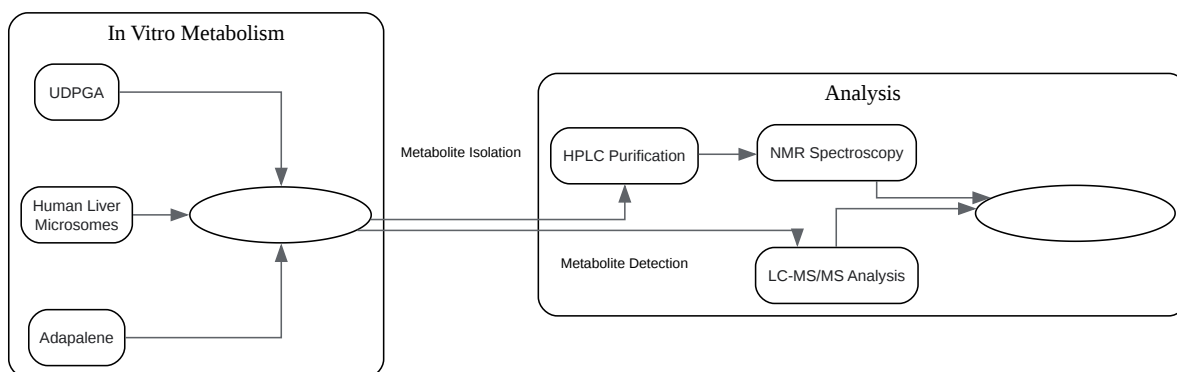 In Vitro Metabolism
UDPGA
Human Liver
Microsomes
Adapalene
Metabolite Isolation
Metabolite Detection
Analysis
HPLC Purification
NMR Spectroscopy
LC-MS/MS Analysis